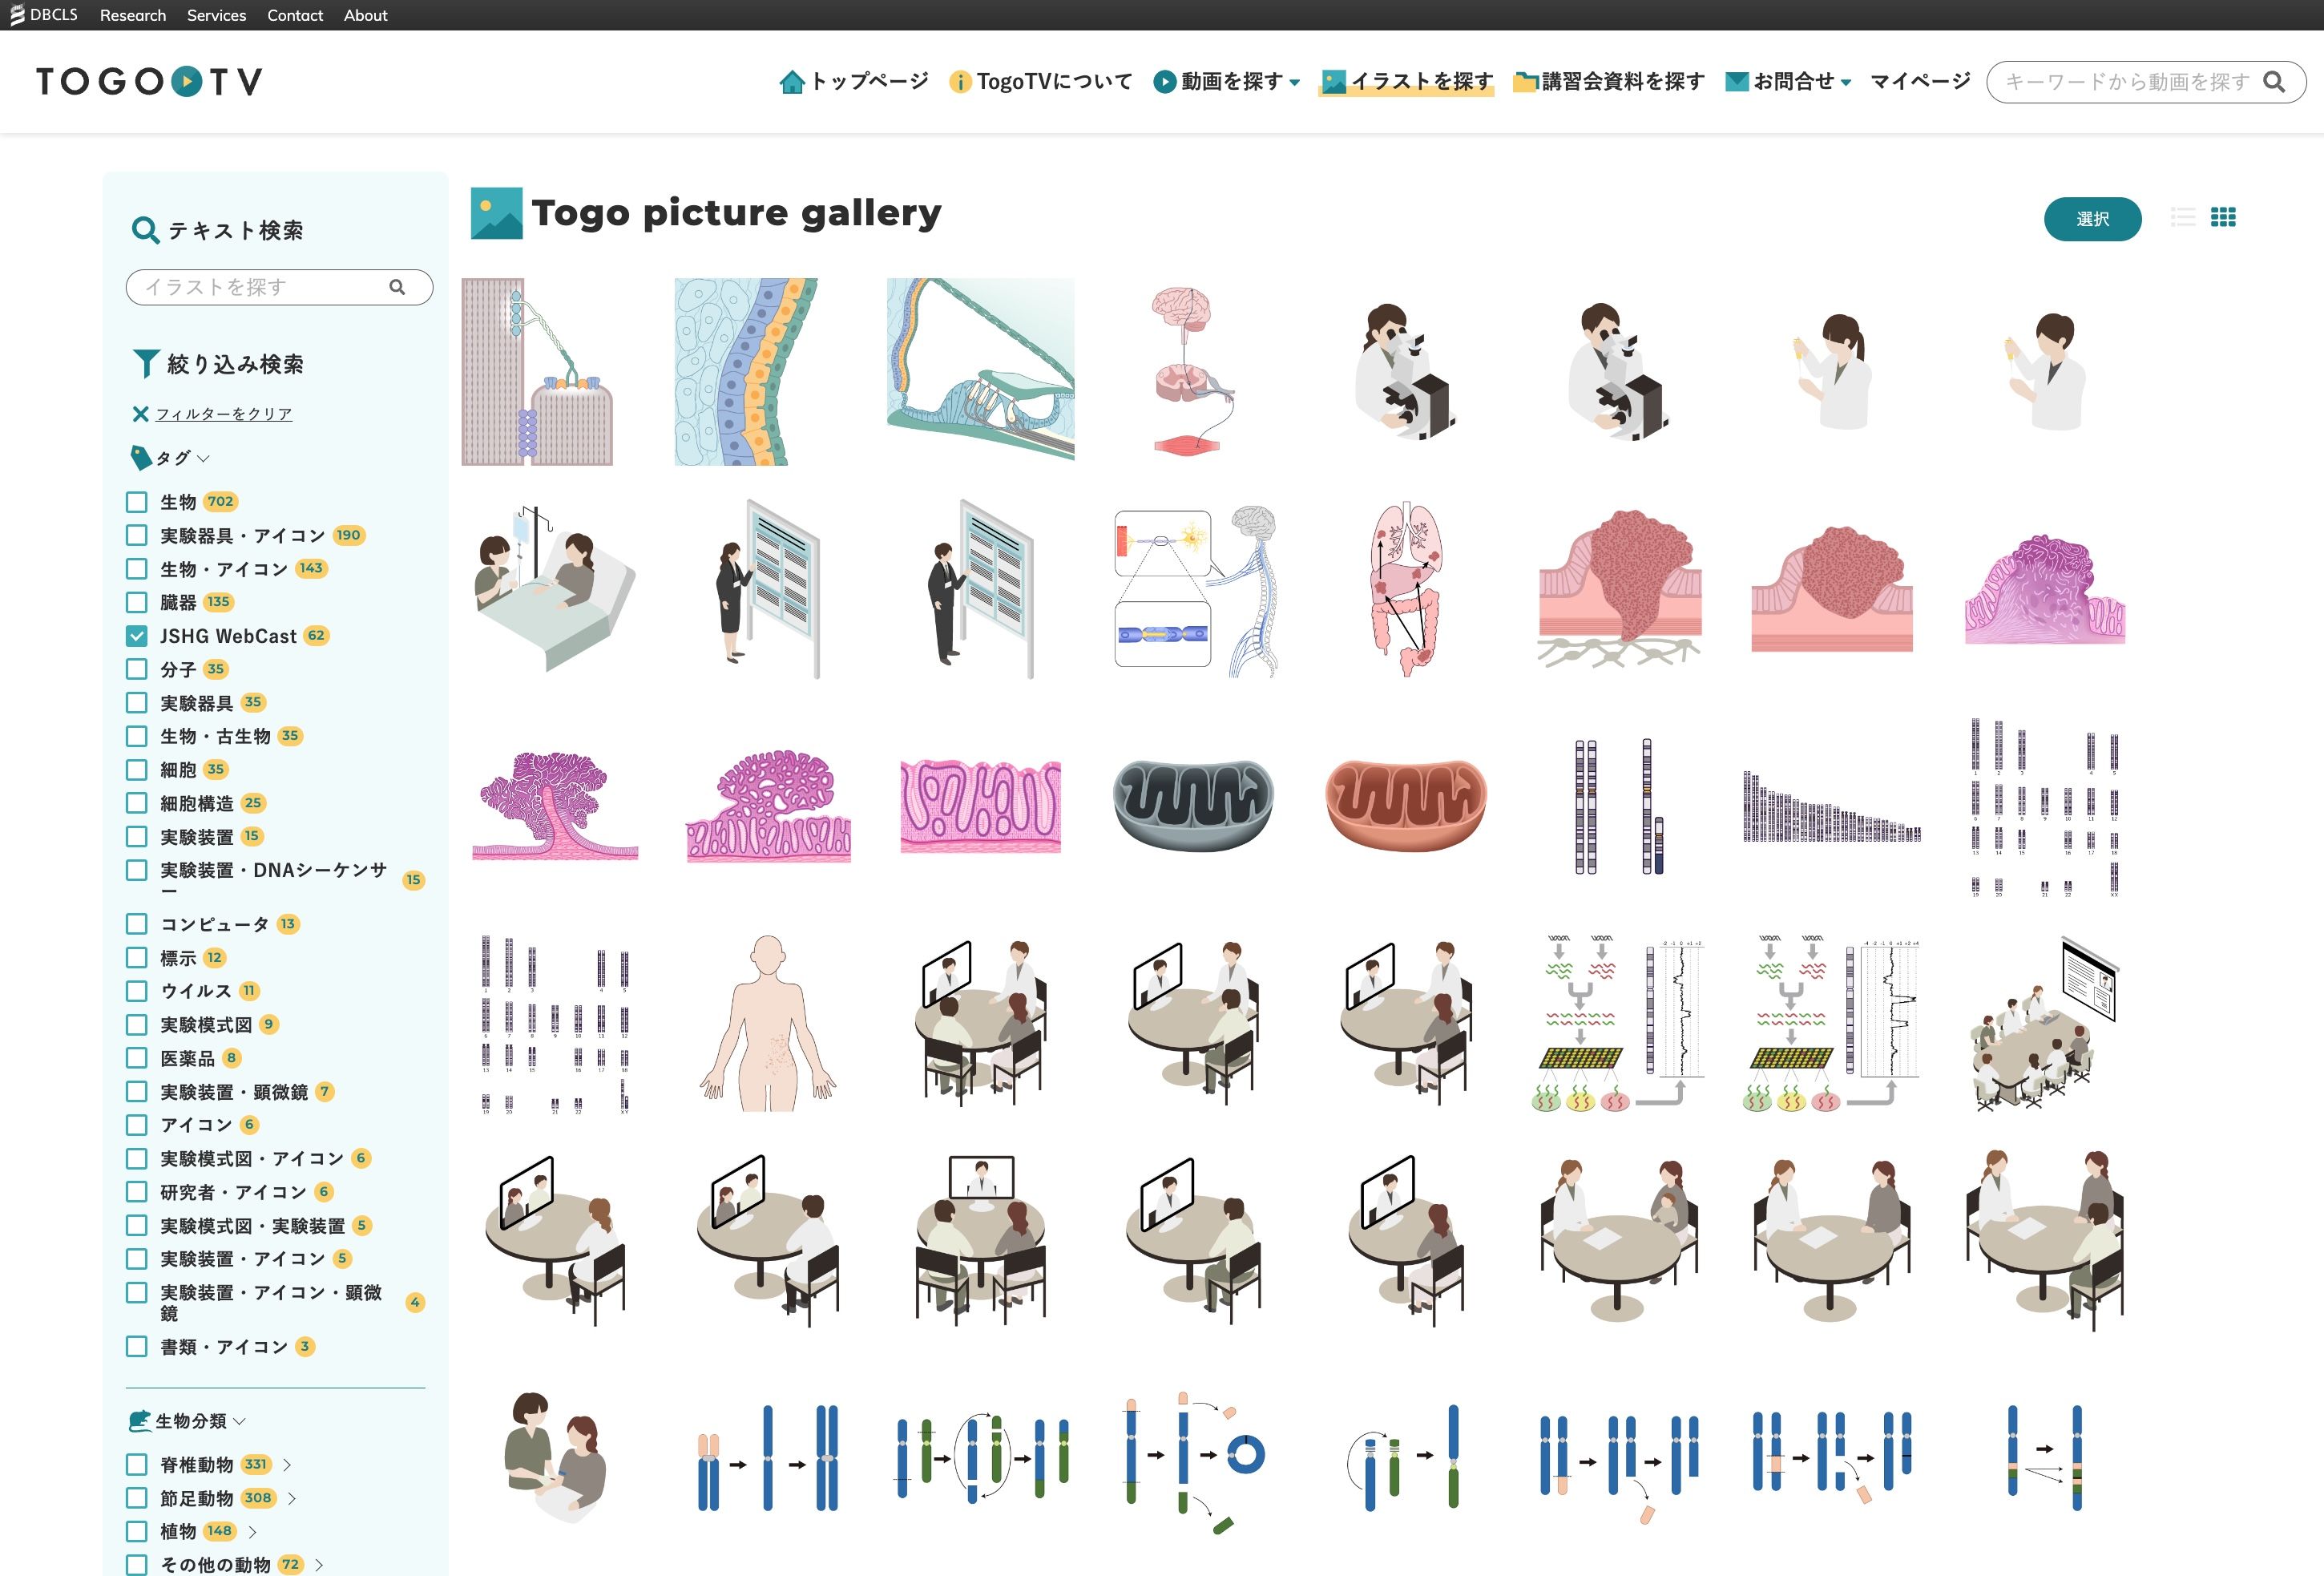 DBCLS Research Services Contact About
TOGO TV
トップページ TogoTVについて 動画を探す イラストを探す 講習会資料を探す お問合せ マイページ キーワードから動画を探す
テキスト検索
イラストを探す
絞り込み検索
フィルターをクリア
タグ
生物 702
実験器具・アイコン 190
生物・アイコン 143
臓器 135
JSHG WebCast 62
分子 35
実験器具 35
生物・古生物 35
細胞 35
細胞構造 25
実験装置 15
実験装置・DNAシーケンサ
ー 15
コンピュータ 13
標示 12
ウイルス 11
実験模式図 9
医薬品 8
実験装置・顕微鏡 7
アイコン 6
実験模式図・アイコン 6
研究者・アイコン 6
実験模式図・実験装置 5
実験装置・アイコン 5
実験装置・アイコン・顕微
鏡 4
書類・アイコン 3
生物分類
脊椎動物 331
節足動物 308
植物 148
その他の動物 72
Togo picture gallery
選択